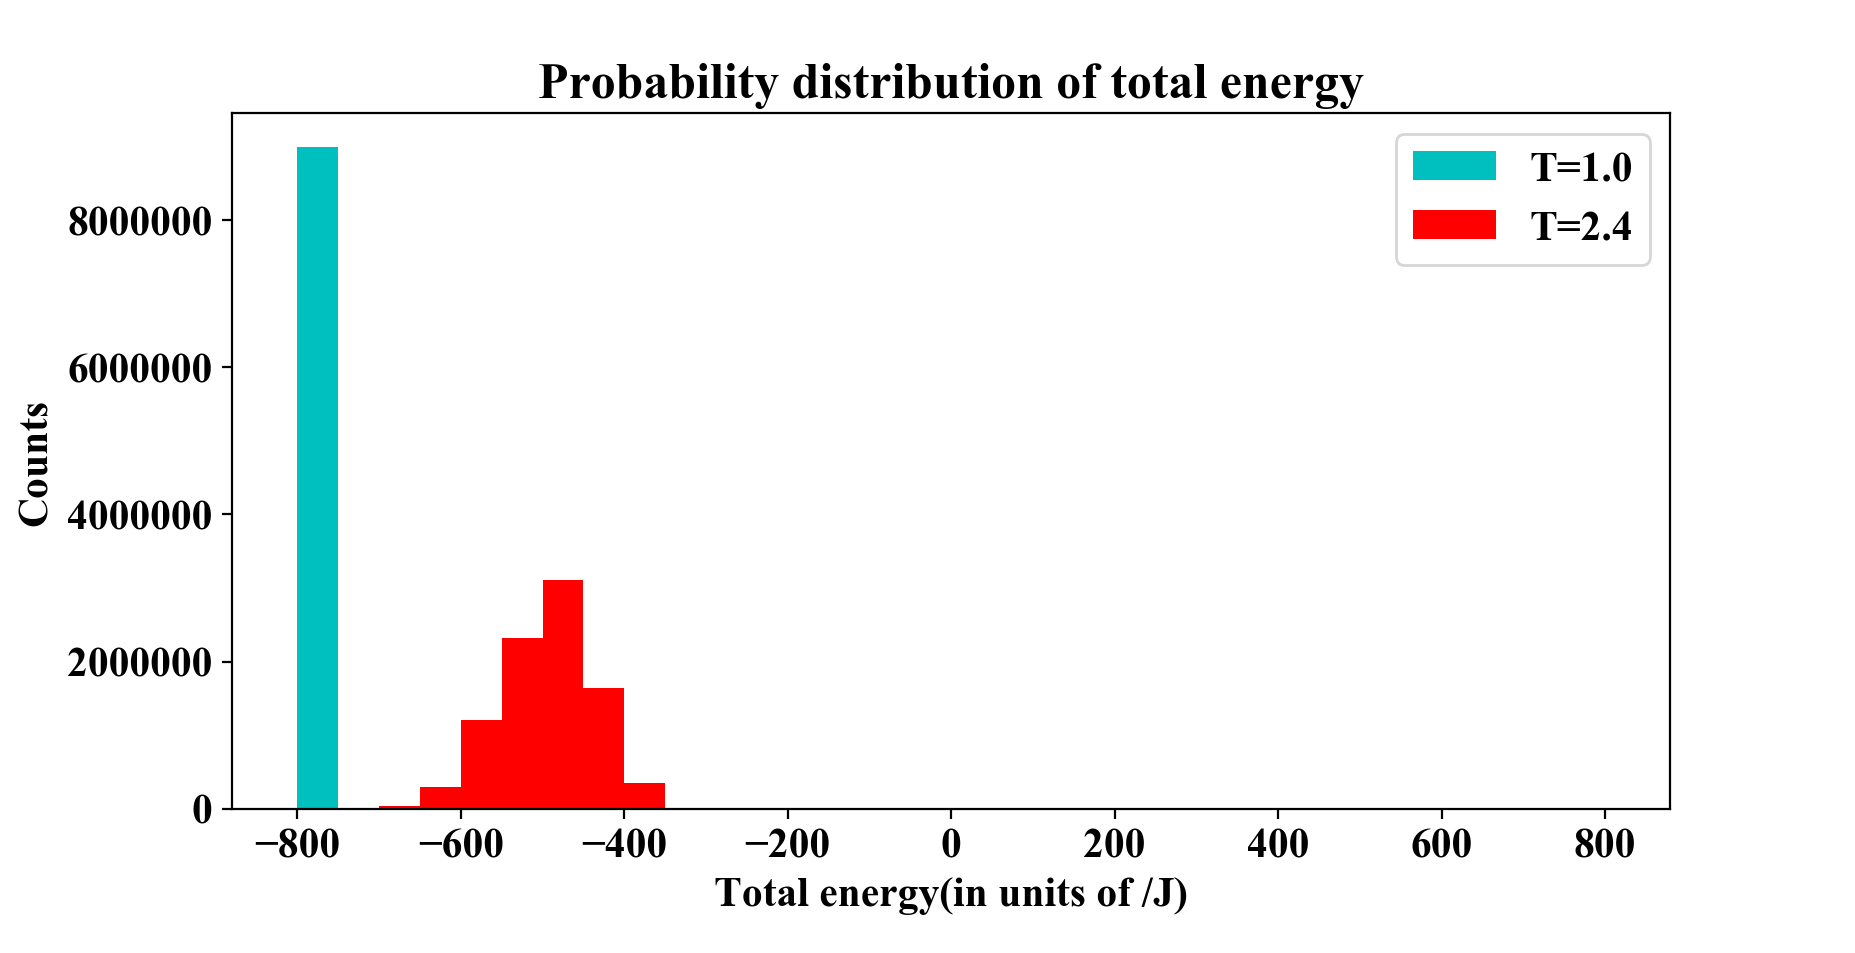 Probability distribution of total energy
T=1.0
T=2.4
8000000
6000000
4000000
2000000
0
Counts
−800
−600
−400
−200
0
200
400
600
800
Total energy(in units of /J)